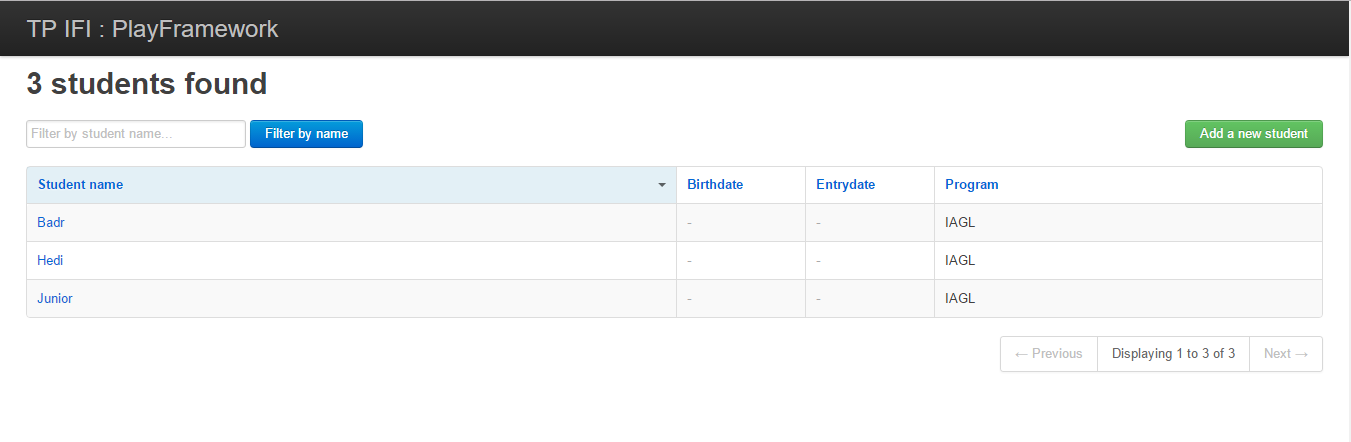 TP IFI : PlayFramework
3 students found
Filter by student name... Filter by name Add a new student
Student name Birthdate Entrydate Program
Badr - - IAGL
Hedi - - IAGL
Junior - - IAGL
← Previous Displaying 1 to 3 of 3 Next →